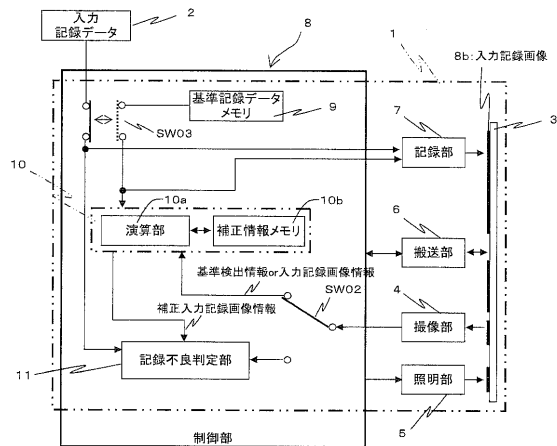 入力
記録データ
2
8
1
8b:入力記録画像
3
基準記録データ
メモリ
9
SW03
7
記録部
10
10a
演算部
10b
補正情報メモリ
6
搬送部
基準検出情報or入力記録画像情報
SW02
補正入力記録画像情報
4
撮像部
記録不良判定部
11
照明部
5
制御部